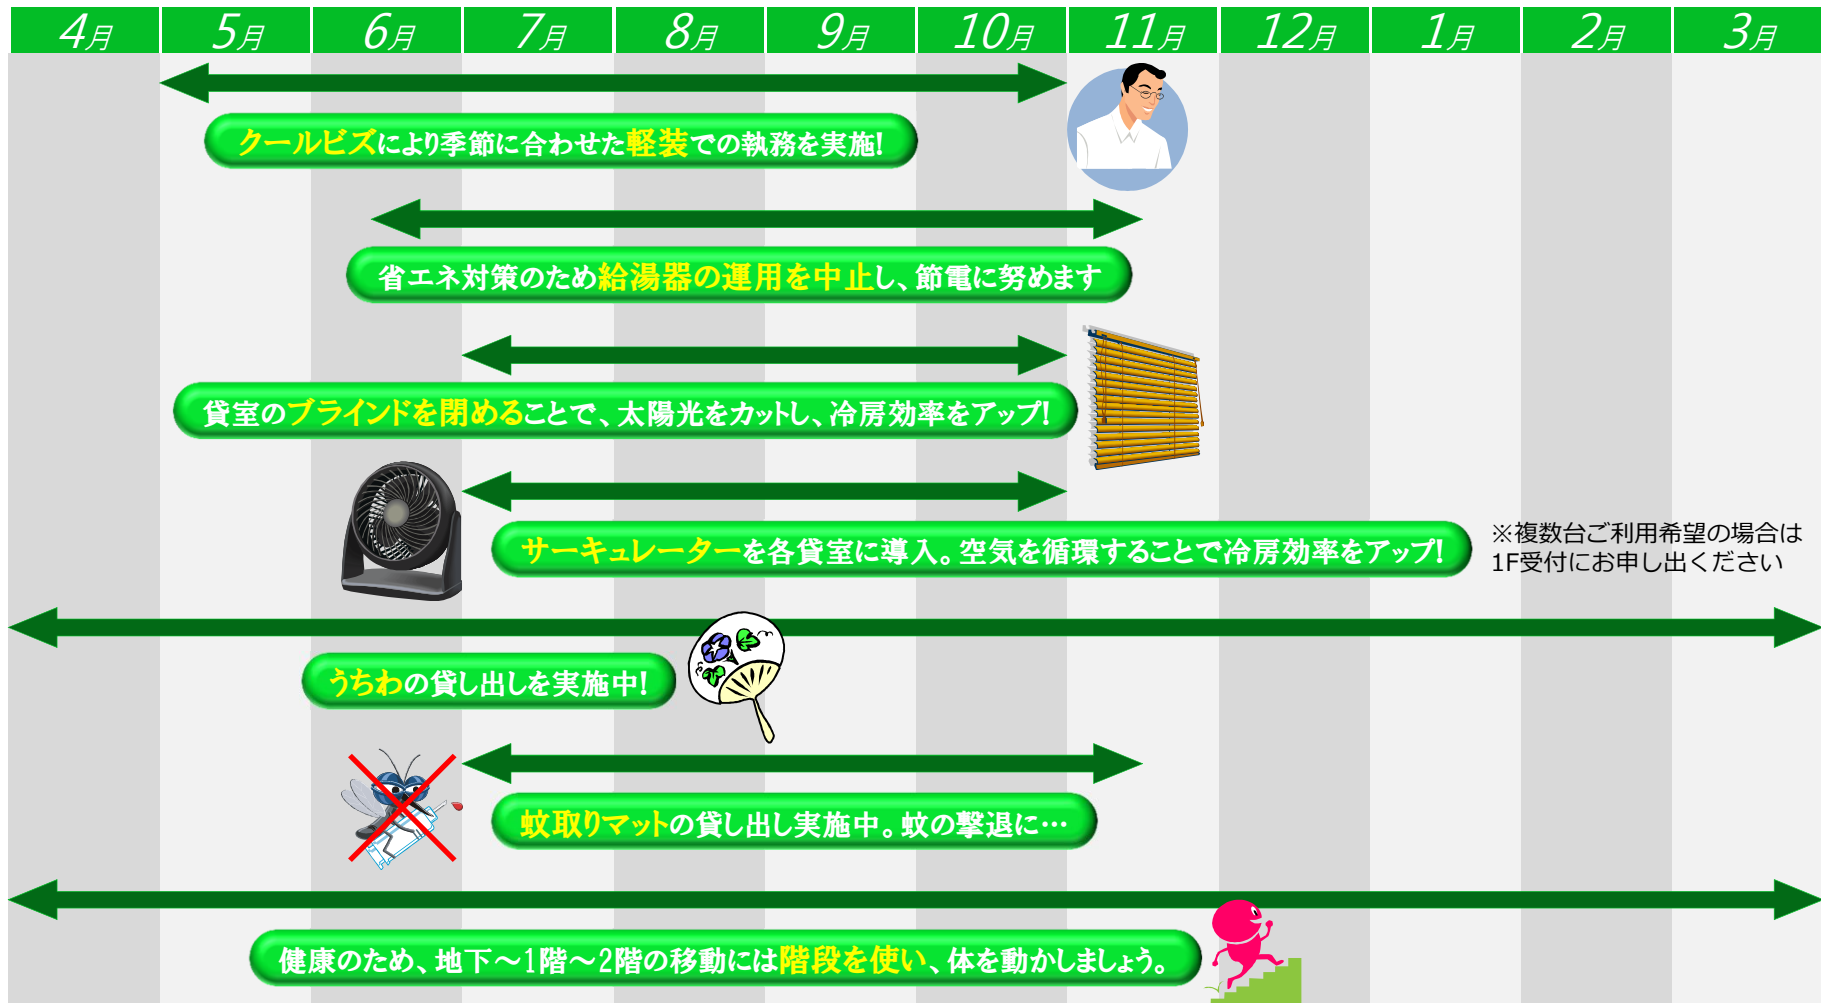 4月 5月 6月 7月 8月 9月 10月 11月 12月 1月 2月 3月
クールビズにより季節に合わせた軽装での執務を実施!
省エネ対策のため給湯器の運用を中止し、節電に努めます
貸室のブラインドを閉めることで、太陽光をカットし、冷房効率をアップ!
サーキュレーターを各貸室に導入。空気を循環することで冷房効率をアップ!
※複数台ご利用希望の場合は
1F受付にお申し出ください
うちわの貸し出しを実施中!
蚊取りマットの貸し出し実施中。蚊の撃退に…
健康のため、地下～1階～2階の移動には階段を使い、体を動かしましょう。